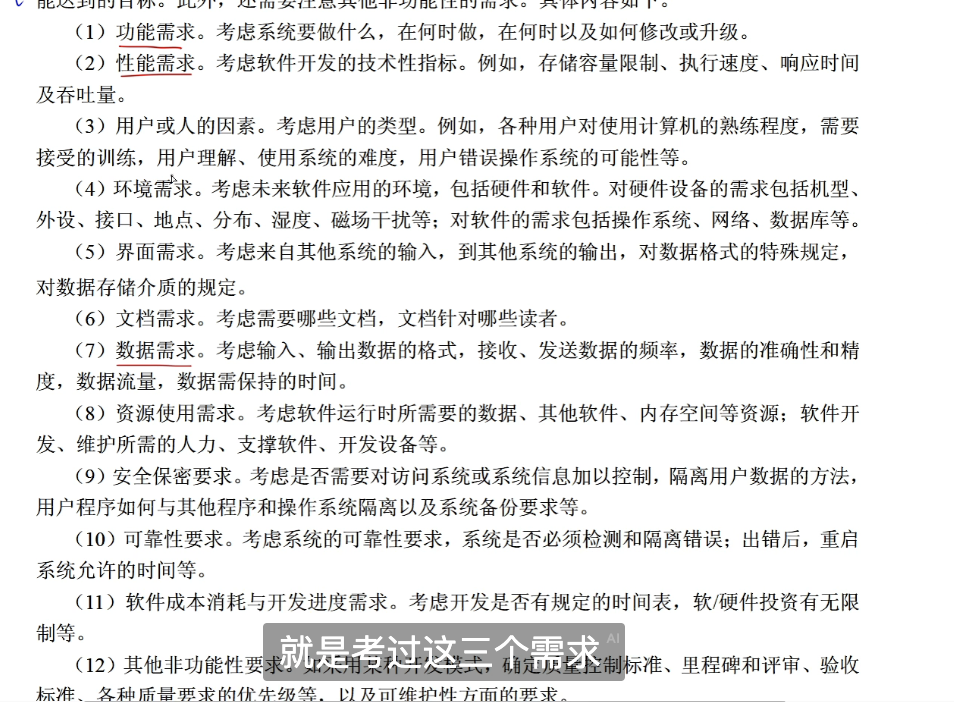 能达到的目标。此外，还需要注意其他非功能性的需求。具体内容如下。
（1）功能需求。考虑系统要做什么，在何时做，在何时以及如何修改或升级。
（2）性能需求。考虑软件开发的技术性指标。例如，存储容量限制、执行速度、响应时间
及吞吐量。
（3）用户或人的因素。考虑用户的类型。例如，各种用户对使用计算机的熟练程度，需要
接受的训练，用户理解、使用系统的难度，用户错误操作系统的可能性等。
（4）环境需求。考虑未来软件应用的环境，包括硬件和软件。对硬件设备的需求包括机型、
外设、接口、地点、分布、湿度、磁场干扰等；对软件的需求包括操作系统、网络、数据库等。
（5）界面需求。考虑来自其他系统的输入，到其他系统的输出，对数据格式的特殊规定，
对数据存储介质的规定。
（6）文档需求。考虑需要哪些文档，文档针对哪些读者。
（7）数据需求。考虑输入、输出数据的格式，接收、发送数据的频率，数据的准确性和精
度，数据流量，数据需保持的时间。
（8）资源使用需求。考虑软件运行时所需要的数据、其他软件、内存空间等资源；软件开
发、维护所需的人力、支撑软件、开发设备等。
（9）安全保密要求。考虑是否需要对访问系统或系统信息加以控制，隔离用户数据的方法，
用户程序如何与其他程序和操作系统隔离以及系统备份要求等。
（10）可靠性要求。考虑系统的可靠性要求，系统是否必须检测和隔离错误；出错后，重启
系统允许的时间等。
（11）软件成本消耗与开发进度需求。考虑开发是否有规定的时间表，软/硬件投资有无限
制等。
（12）其他非功能性要求。如采用某种开发模式，确定质量控制标准、里程碑和评审、验收
标准、各种质量要求的优先级等，以及可维护性方面的要求。
就是考过这三个需求 AI